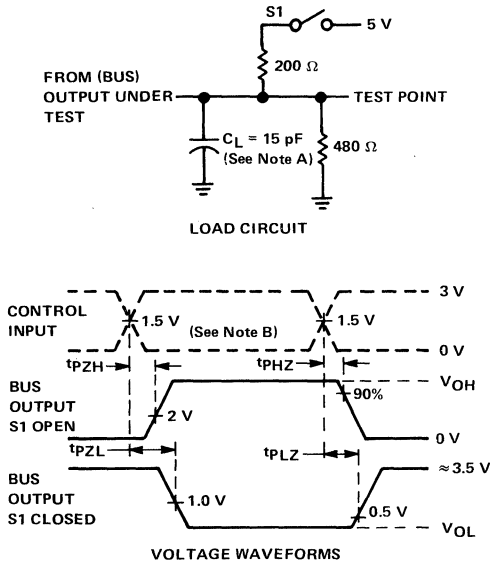 S1
5 V
200 Ω
FROM (BUS)
OUTPUT UNDER
TEST
TEST POINT
C_L = 15 pF
(See Note A)
480 Ω
LOAD CIRCUIT
3 V
CONTROL
INPUT
1.5 V
(See Note B)
1.5 V
0 V
tPZH
tPHZ
BUS
OUTPUT
S1 OPEN
VOH
90%
2 V
0 V
tPZL
tPLZ
≈3.5 V
BUS
OUTPUT
S1 CLOSED
1.0 V
0.5 V
VOL
VOLTAGE WAVEFORMS